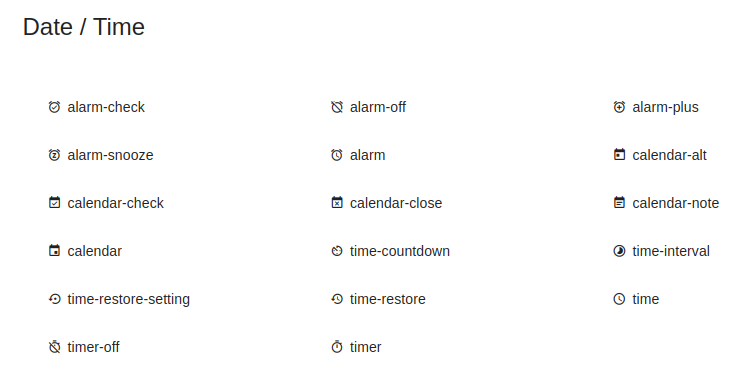 Date / Time
alarm-check
alarm-off
alarm-plus
alarm-snooze
alarm
calendar-alt
calendar-check
calendar-close
calendar-note
calendar
time-countdown
time-interval
time-restore-setting
time-restore
time
timer-off
timer